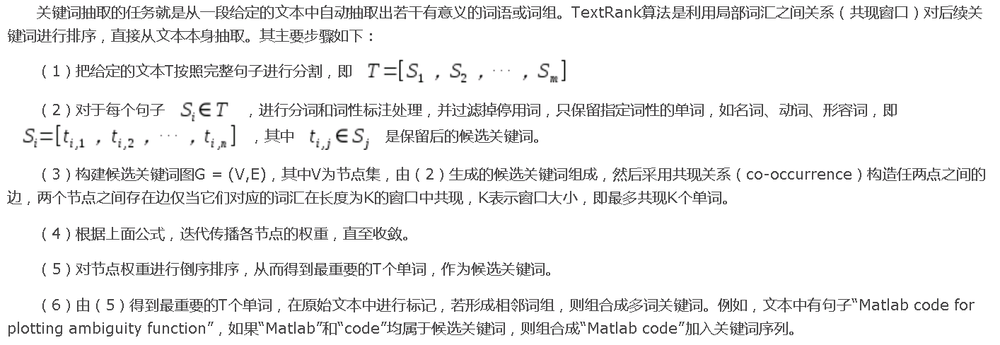 关键词抽取的任务就是从一段给定的文本中自动抽取出若干有意义的词语或词组。TextRank算法是利用局部词汇之间关系（共现窗口）对后续关
键词进行排序，直接从文本本身抽取。其主要步骤如下：
（1）把给定的文本T按照完整句子进行分割，即 T=[S₁，S₂，⋯，Sₘ]
（2）对于每个句子 Sᵢ∈T ，进行分词和词性标注处理，并过滤掉停用词，只保留指定词性的单词，如名词、动词、形容词，即
Sᵢ=[t_{i,1}，t_{i,2}，⋯，t_{i,n}] ，其中 t_{i,j}∈S_j 是保留后的候选关键词。
（3）构建候选关键词图G = (V,E)，其中V为节点集，由（2）生成的候选关键词组成，然后采用共现关系（co-occurrence）构造任两点之间的
边，两个节点之间存在边仅当它们对应的词汇在长度为K的窗口中共现，K表示窗口大小，即最多共现K个单词。
（4）根据上面公式，迭代传播各节点的权重，直至收敛。
（5）对节点权重进行倒序排序，从而得到最重要的T个单词，作为候选关键词。
（6）由（5）得到最重要的T个单词，在原始文本中进行标记，若形成相邻词组，则组合成多词关键词。例如，文本中有句子“Matlab code for
plotting ambiguity function”，如果“Matlab”和“code”均属于候选关键词，则组合成“Matlab code”加入关键词序列。